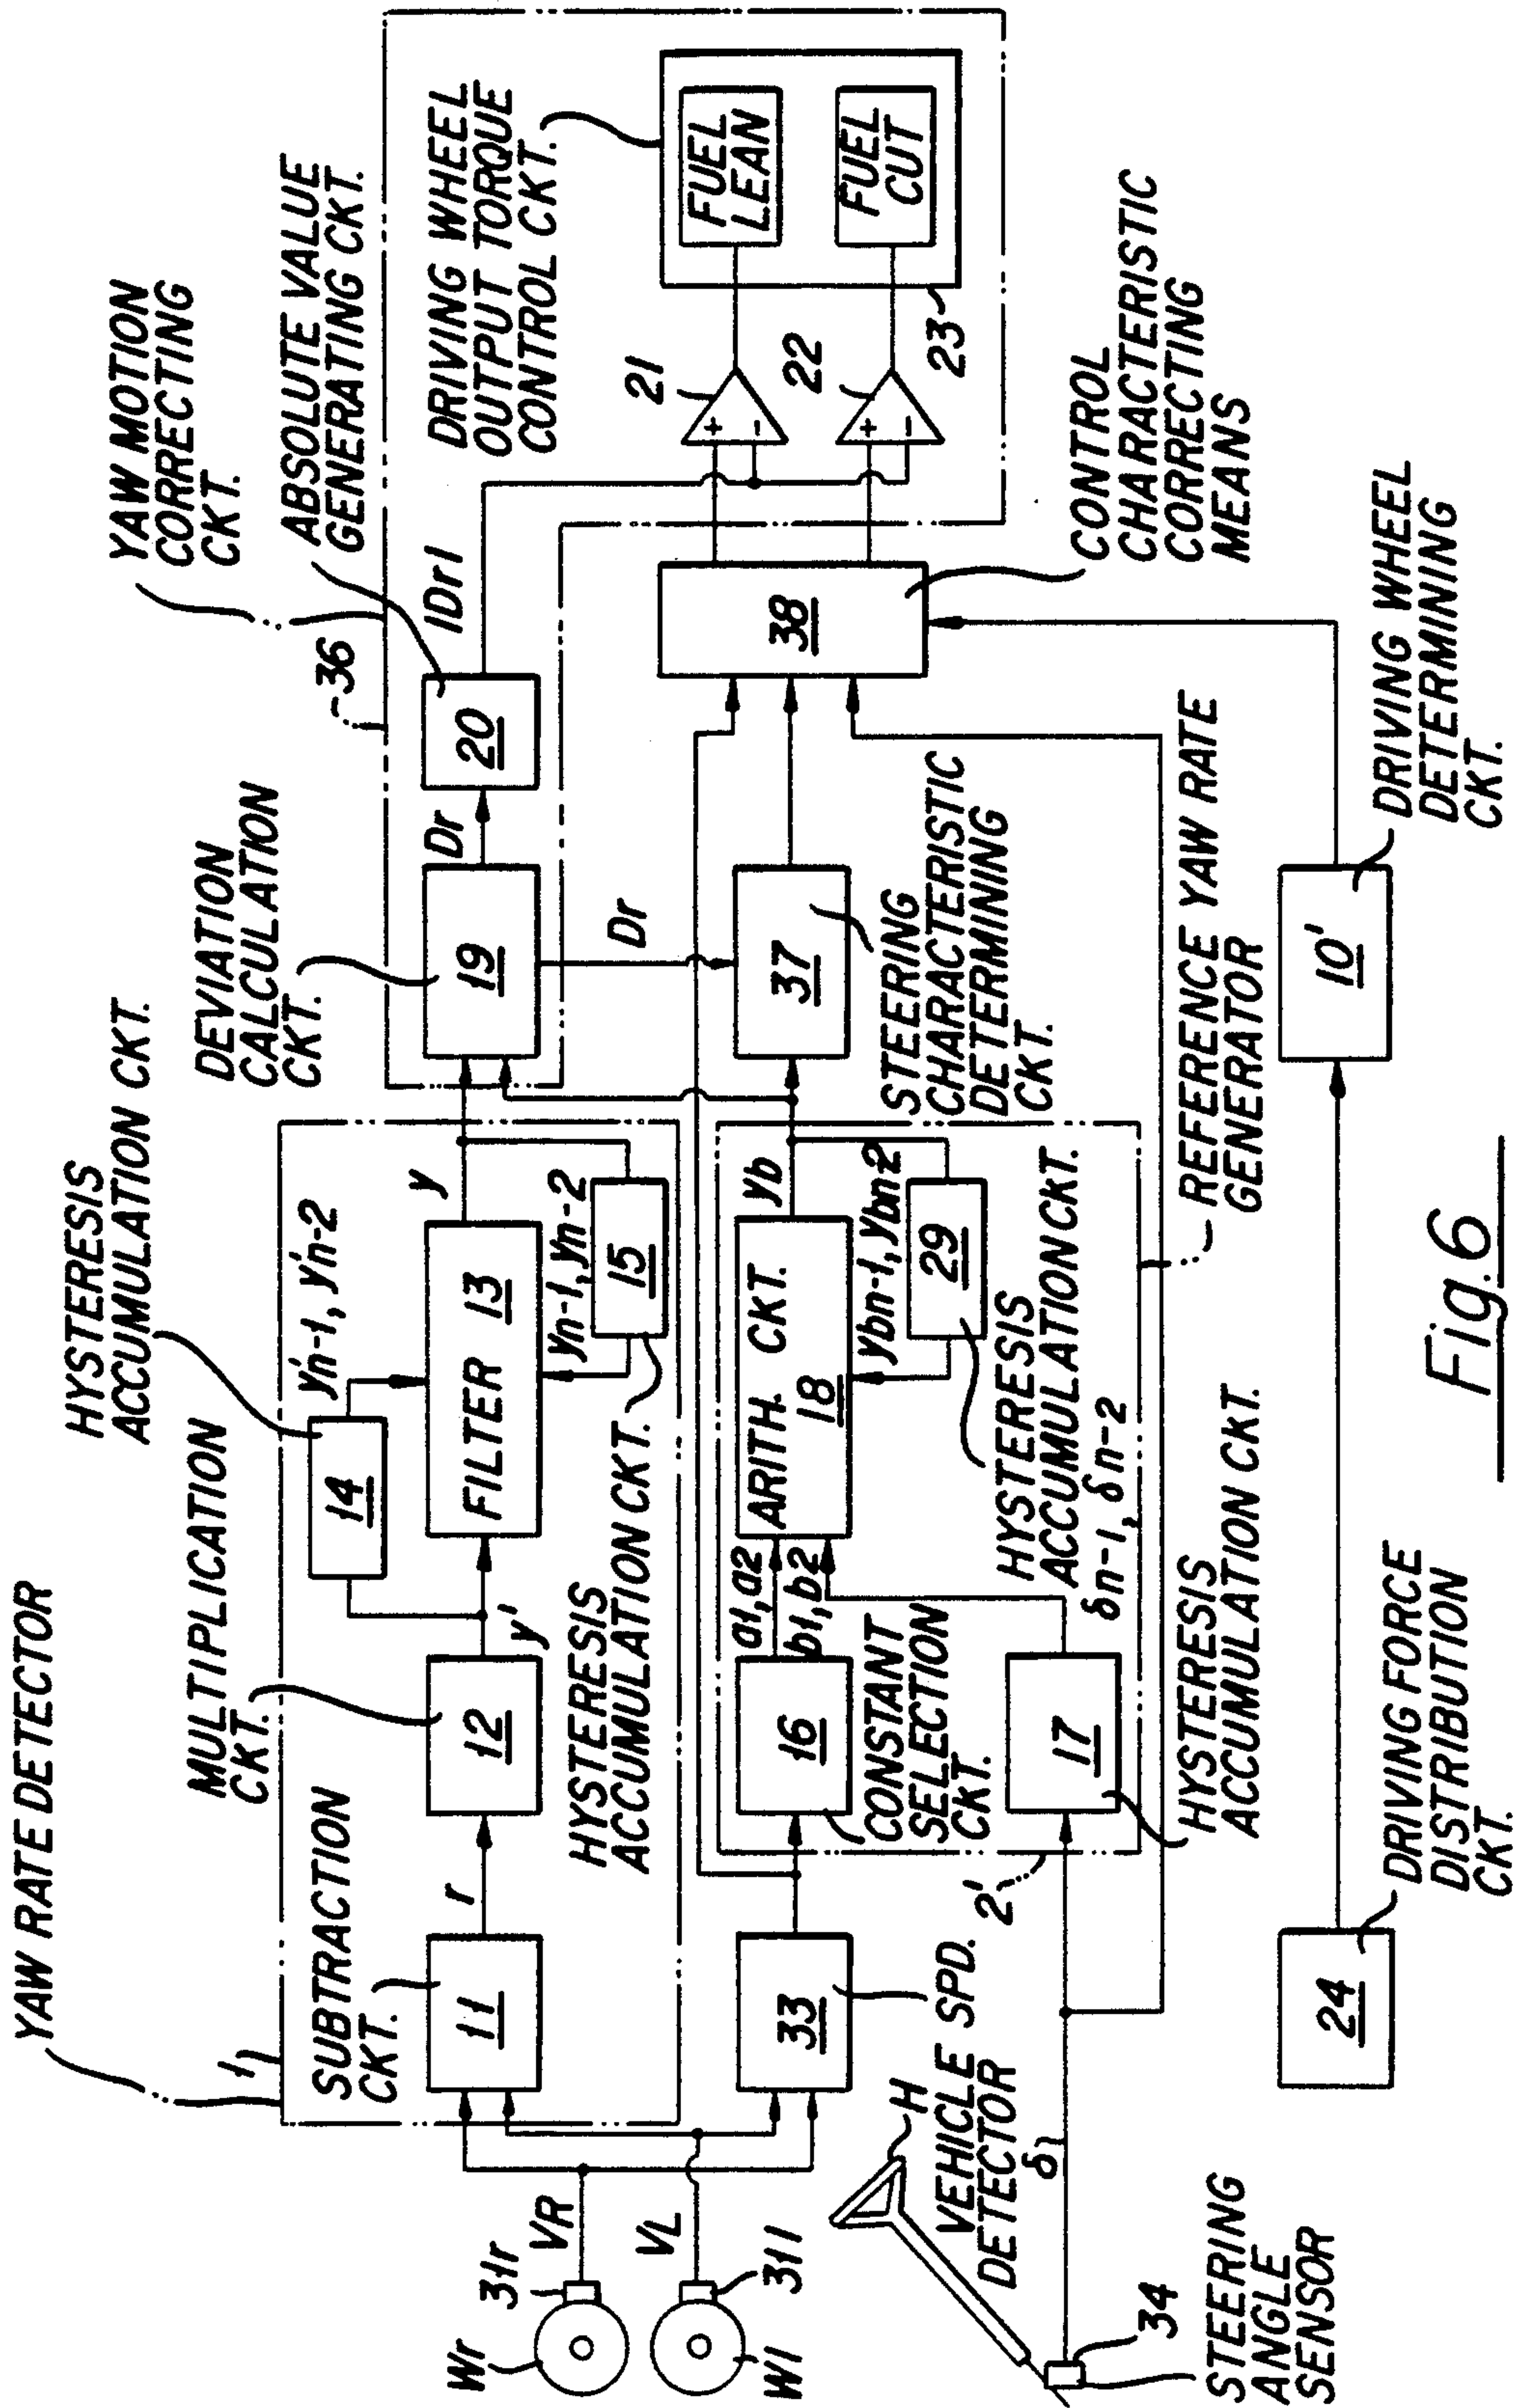 YAW RATE DETECTOR
1
MULTIPLICATION
CKT.
HYSTERESIS
ACCUMULATION CKT.
DEVIATION
CALCULATION
CKT.
YAW MOTION
CORRECTING
CKT.
36
ABSOLUTE VALUE
GENERATING CKT.
SUBTRACTION
CKT.
14
y'n-1, y'n-2
11
r
12
y'
FILTER 13
y
19
Dr
20
|Dr|
DRIVING WHEEL
OUTPUT TORQUE
CONTROL CKT.
HYSTERESIS
ACCUMULATION CKT.
yn-1, yn-2
15
Dr
21
+
-
FUEL
LEAN
22
+
-
FUEL
CUT
23
Wr
31r
VR
Wl
31l
VL
33
VEHICLE SPD.
DETECTOR
H
16
a1, a2
b1, b2
CONSTANT
SELECTION
CKT.
ARITH. CKT.
18
yb
ybn-1, ybn-2
29
HYSTERESIS
ACCUMULATION CKT.
37
STEERING
CHARACTERISTIC
DETERMINING
CKT.
38
CONTROL
CHARACTERISTIC
CORRECTING
MEANS
2'
17
δn-1, δn-2
HYSTERESIS
ACCUMULATION CKT.
REFERENCE YAW RATE
GENERATOR
δ
34
STEERING
ANGLE
SENSOR
24
DRIVING FORCE
DISTRIBUTION
CKT.
10'
DRIVING WHEEL
DETERMINING
CKT.
Fig. 6